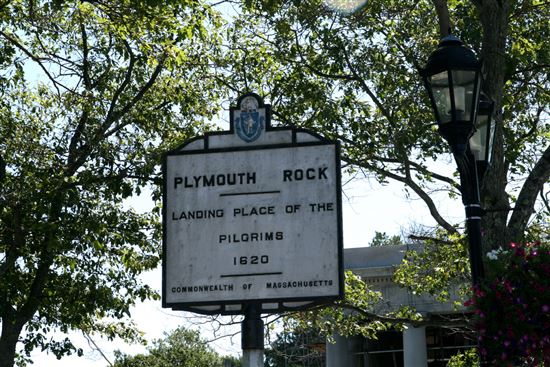 PLYMOUTH ROCK
LANDING PLACE OF THE
PILGRIMS
1620
COMMONWEALTH OF MASSACHUSETTS